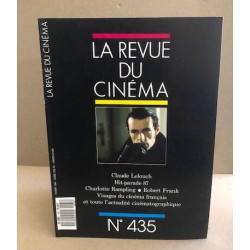 LA REVUE DU CINÉMA
LA REVUE
DU
CINÉMA
Claude Lelouch
Hit-parade 87
Charlotte Rampling • Robert Frank
Visages du cinéma français
et toute l'actualité cinématographique
N° 435